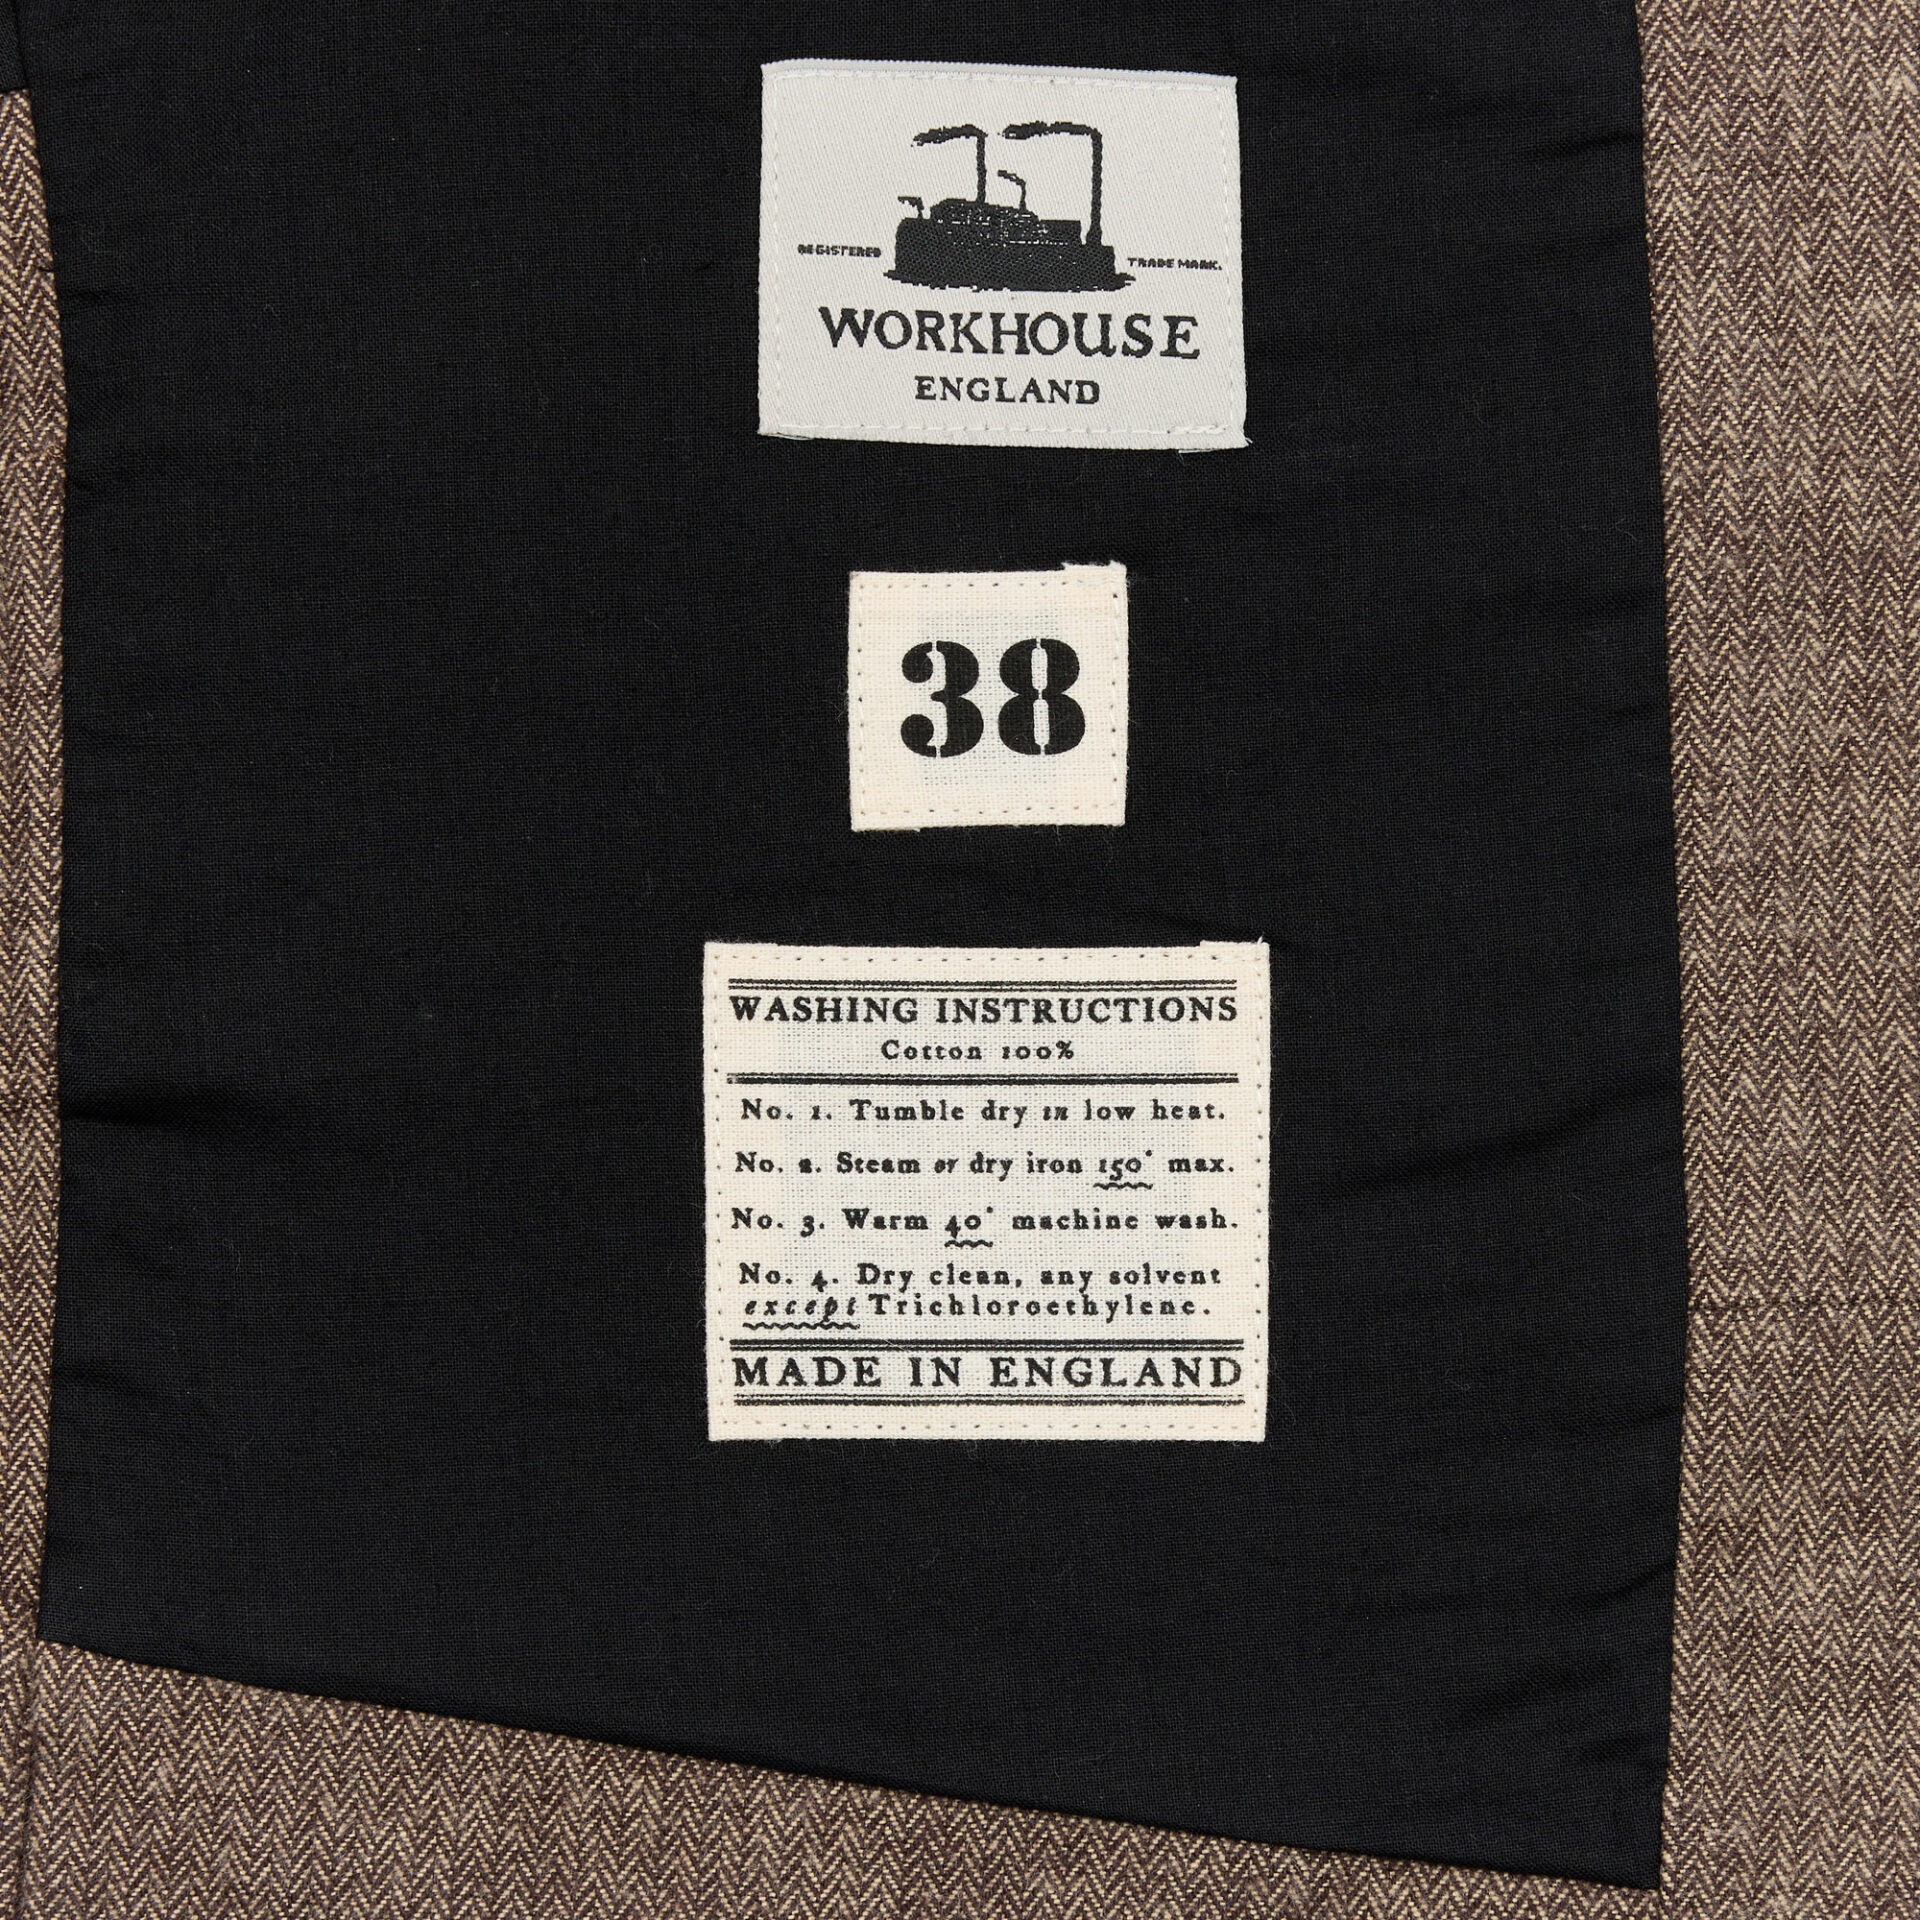 REGISTERED TRADE MARK.
WORKHOUSE
ENGLAND
38
WASHING INSTRUCTIONS
Cotton 100%
No. 1. Tumble dry in low heat.
No. 2. Steam or dry iron 150° max.
No. 3. Warm 40° machine wash.
No. 4. Dry clean, any solvent
except Trichloroethylene.
MADE IN ENGLAND